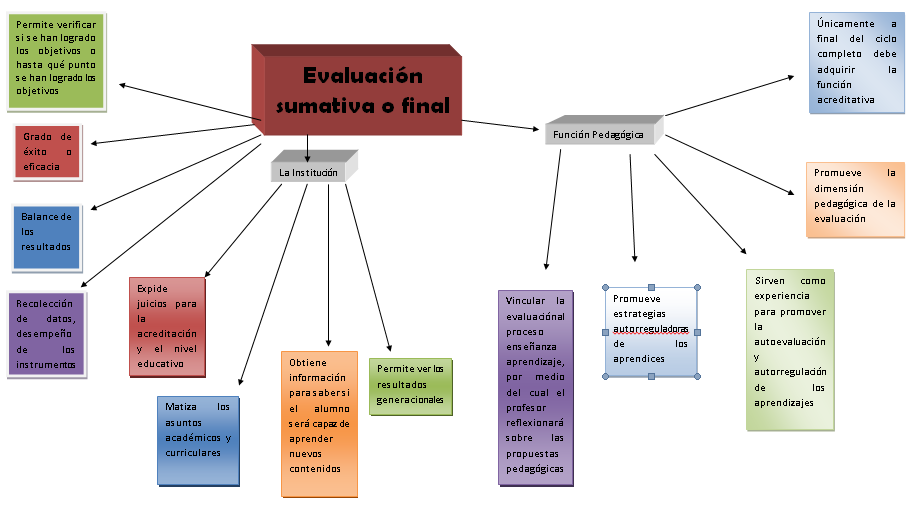 Evaluación
sumativa o final
Permite verificar
si se han logrado
los objetivos o
hasta qué punto
se han logrado los
objetivos
Grado de
éxito o
eficacia
Balance de
los
resultados
Recolección
de datos,
desempeño
de los
instrumentos
La Institución
Expide
juicios para
la
acreditación
y el nivel
educativo
Matiza los
asuntos
académicos y
curriculares
Obtiene
información
para saber si
el alumno
será capaz de
aprender
nuevos
contenidos
Permite ver los
resultados
generacionales
Función Pedagógica
Vincular la
evaluaciónal
proceso
enseñanza
aprendizaje,
por medio
del cual el
profesor
reflexionará
sobre las
propuestas
pedagógicas
Promueve
estrategias
autorreguladoras
de los
aprendices
Sirven como
experiencia
para promover
la
autoevaluación
y
autorregulación
de los
aprendizajes
Promueve la
dimensión
pedagógica de la
evaluación
Únicamente a
final del ciclo
completo debe
adquirir la
función
acreditativa